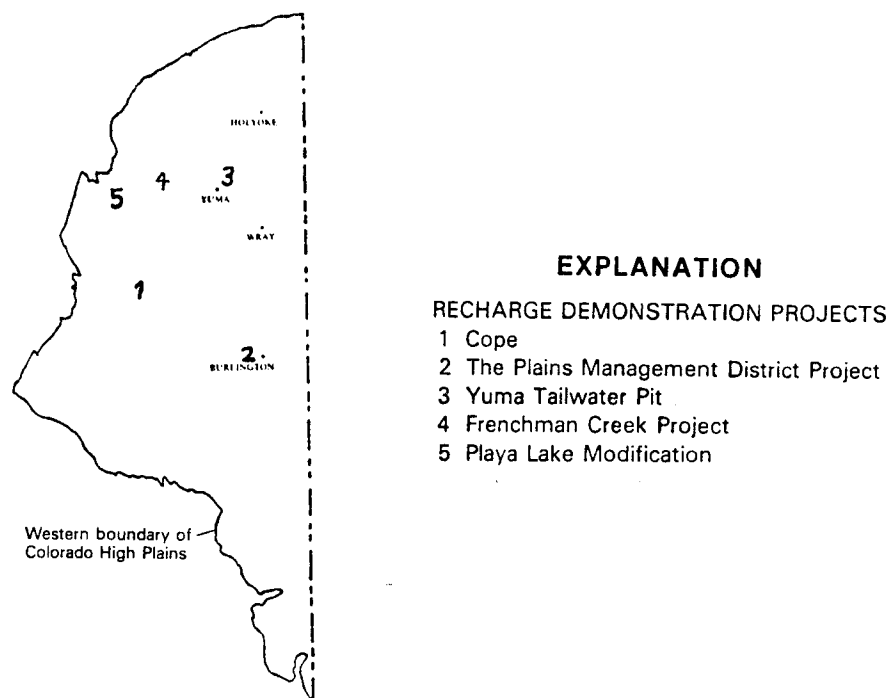 HOLYOKE
5
4
3
YUMA
WRAY
1
2
BURLINGTON
Western boundary of
Colorado High Plains
EXPLANATION
RECHARGE DEMONSTRATION PROJECTS
1 Cope
2 The Plains Management District Project
3 Yuma Tailwater Pit
4 Frenchman Creek Project
5 Playa Lake Modification